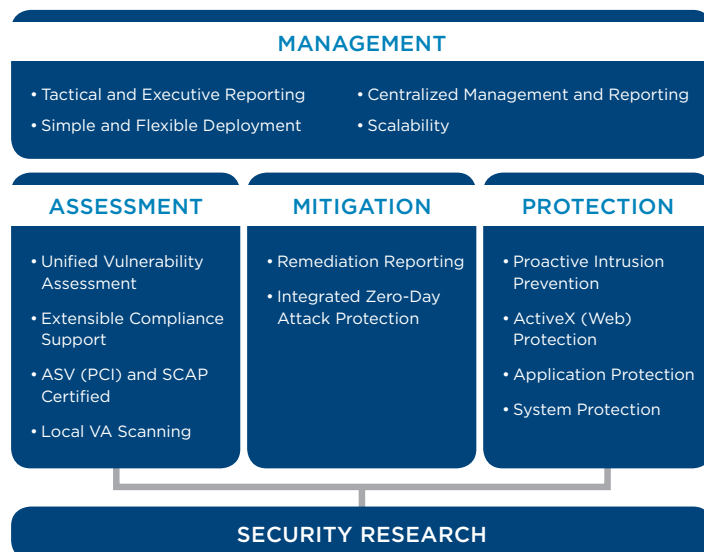 MANAGEMENT
• Tactical and Executive Reporting
• Simple and Flexible Deployment
• Centralized Management and Reporting
• Scalability
ASSESSMENT
• Unified Vulnerability
Assessment
• Extensible Compliance
Support
• ASV (PCI) and SCAP
Certified
• Local VA Scanning
MITIGATION
• Remediation Reporting
• Integrated Zero-Day
Attack Protection
PROTECTION
• Proactive Intrusion
Prevention
• ActiveX (Web)
Protection
• Application Protection
• System Protection
SECURITY RESEARCH